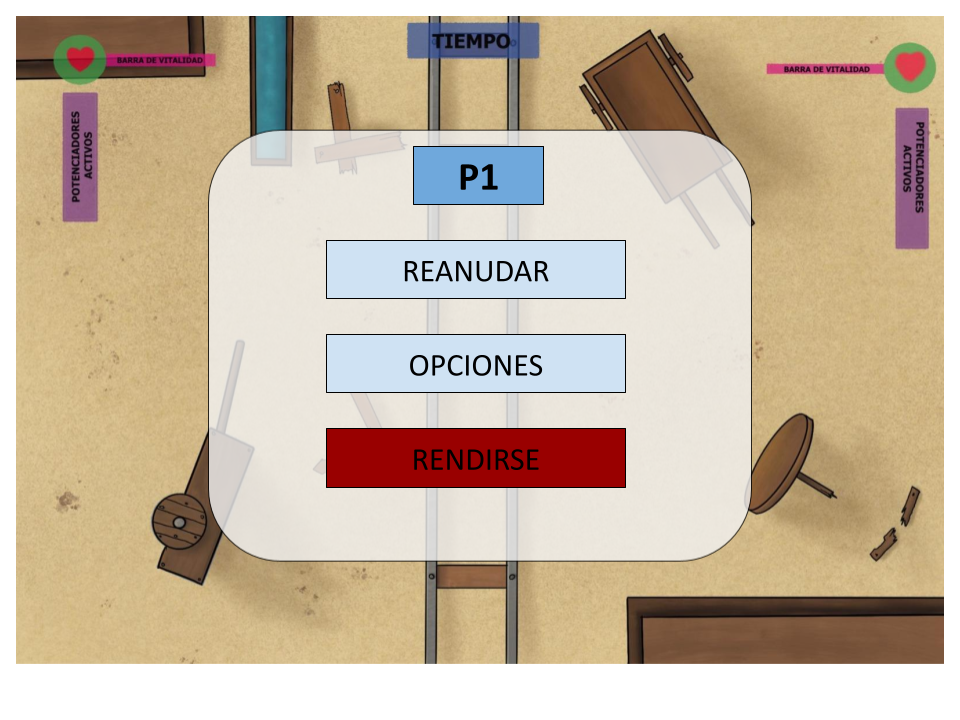 TIEMPO
BARRA DE VITALIDAD
BARRA DE VITALIDAD
POTENCIADORES
ACTIVOS
POTENCIADORES
ACTIVOS
P1
REANUDAR
OPCIONES
RENDIRSE